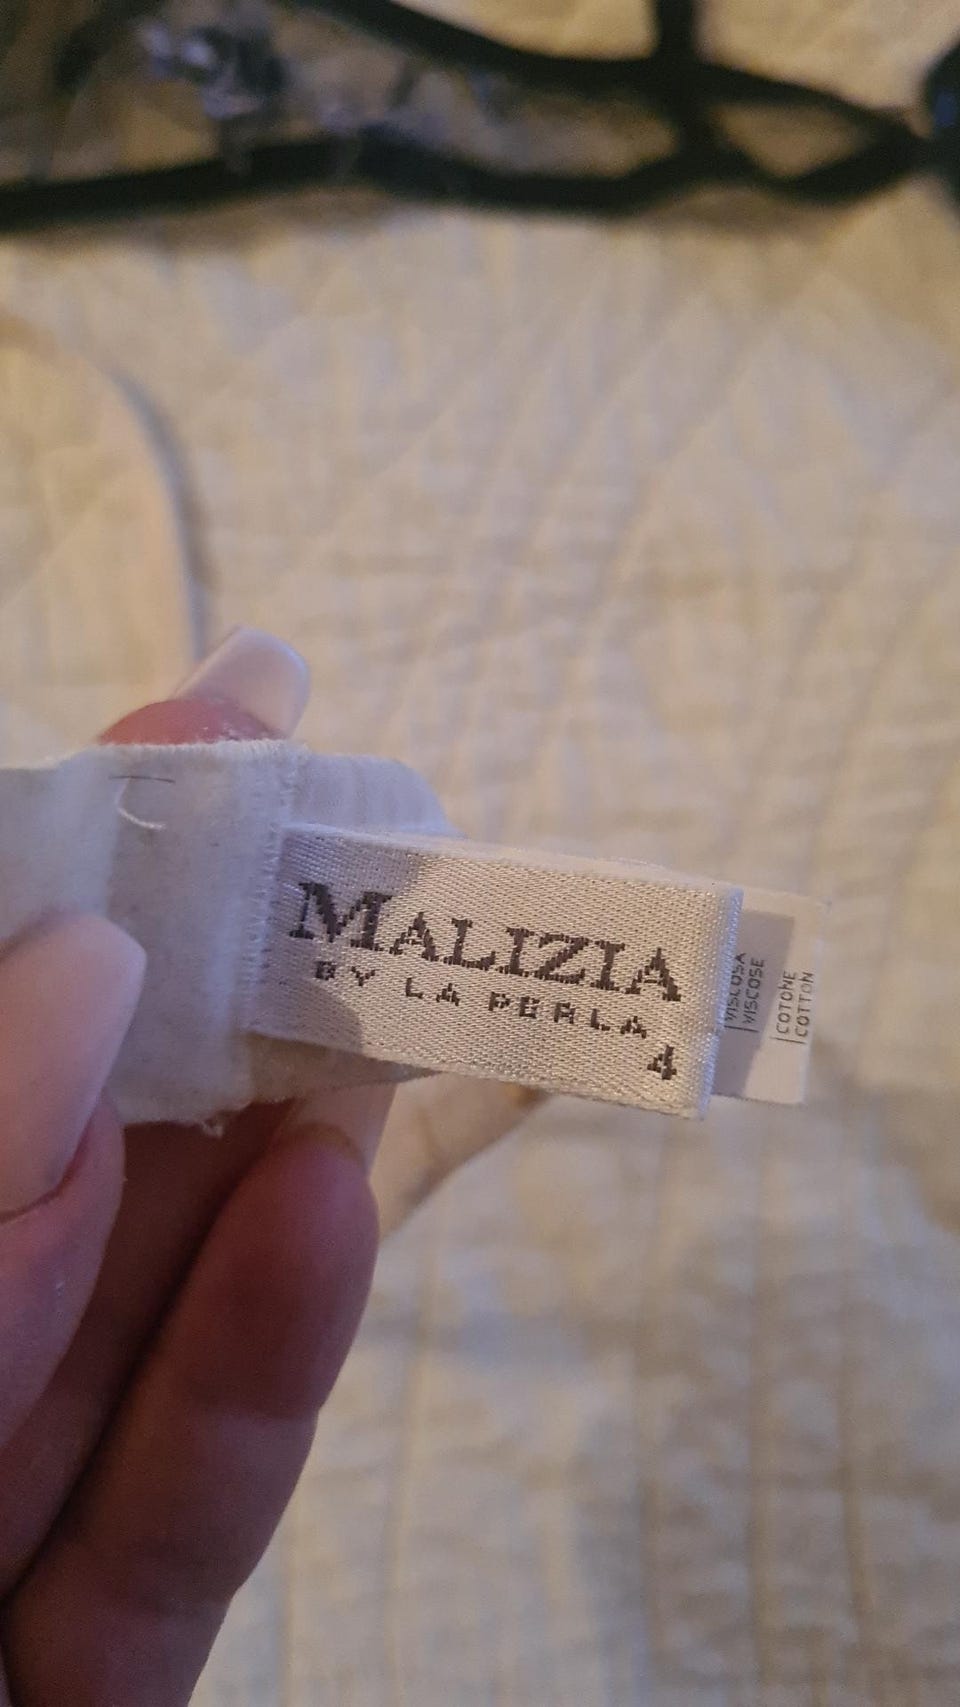 MALIZIA
BY LA PERLA
4
VISCOSA
VISCOSE
COTONE
COTTON